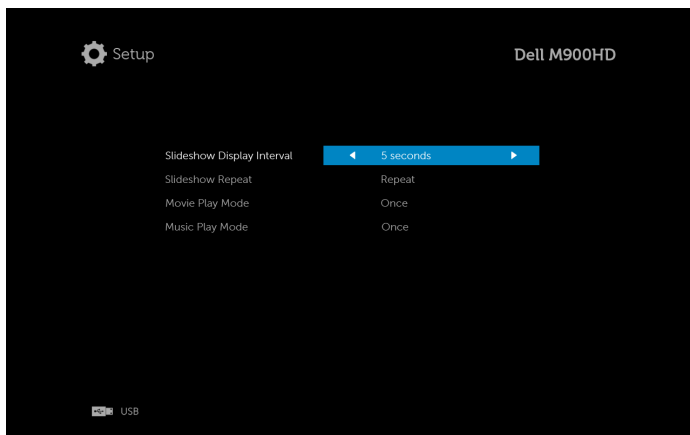 Setup
Dell M900HD
Slideshow Display Interval 5 seconds
Slideshow Repeat Repeat
Movie Play Mode Once
Music Play Mode Once
USB